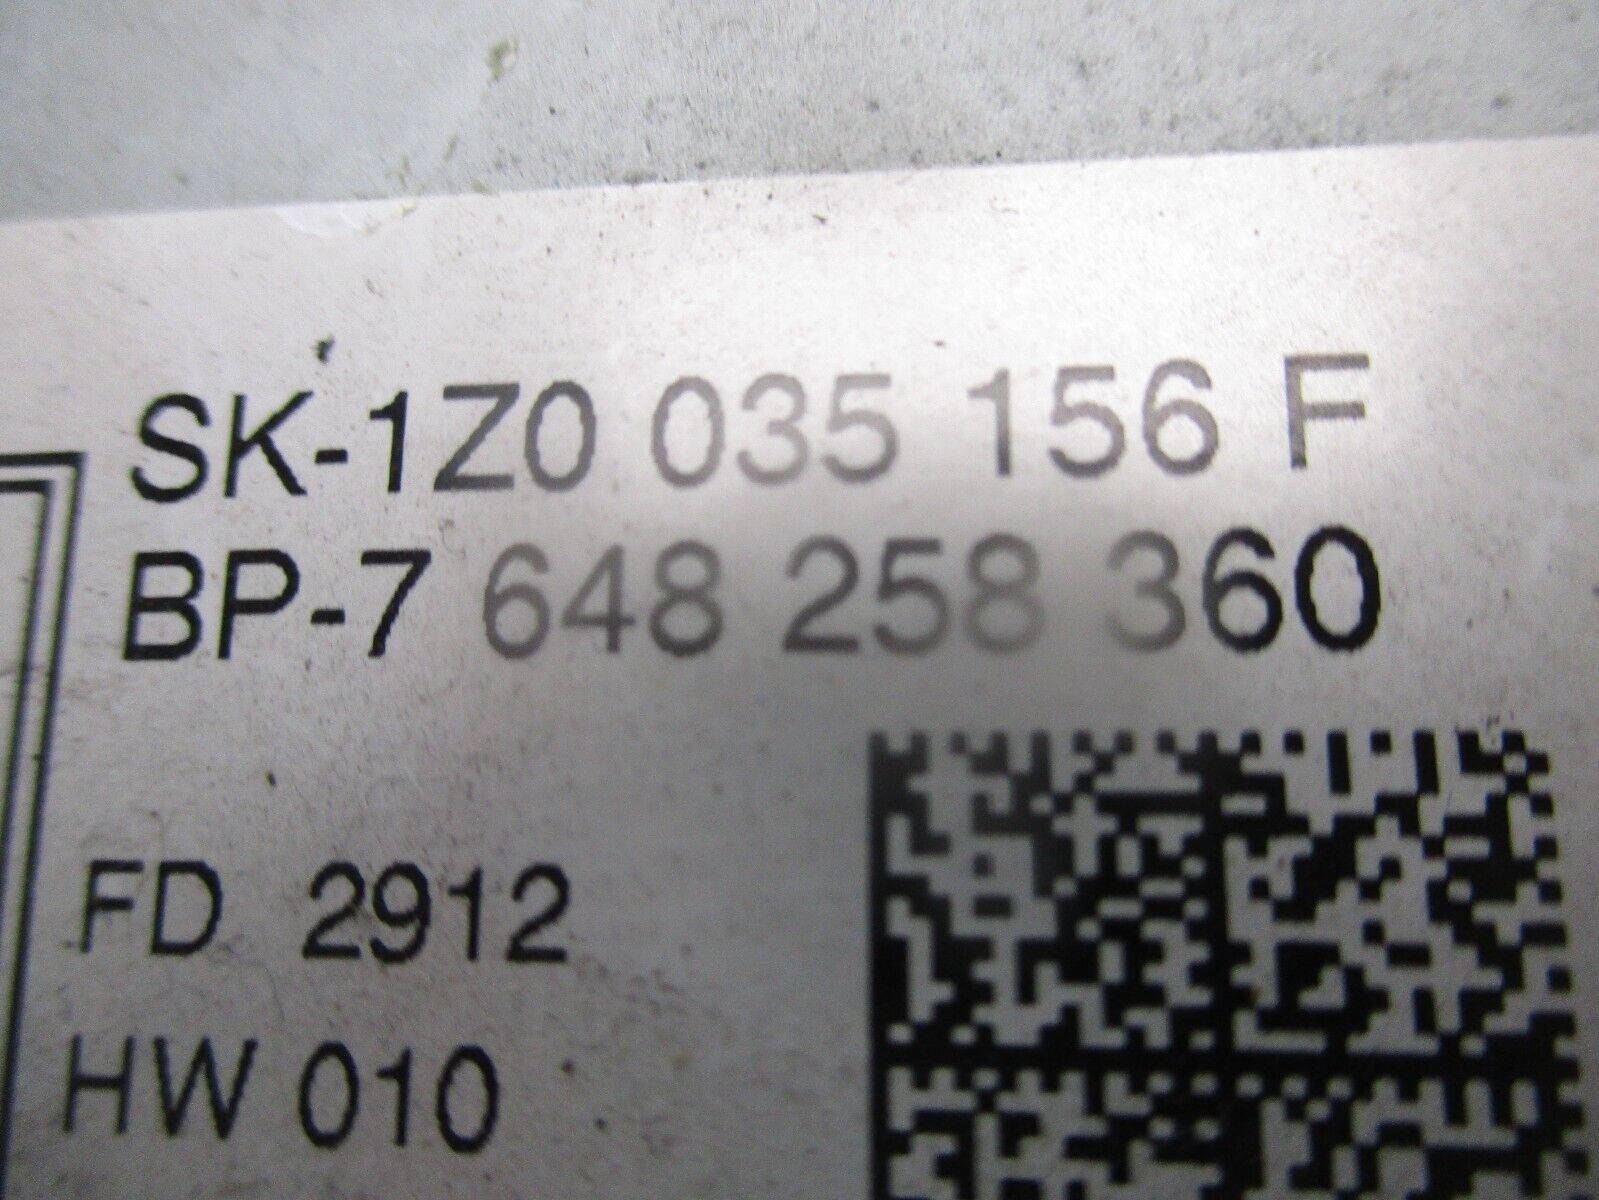 SK-1Z0 035 156 F
BP-7 648 258 360
FD 2912
HW 010